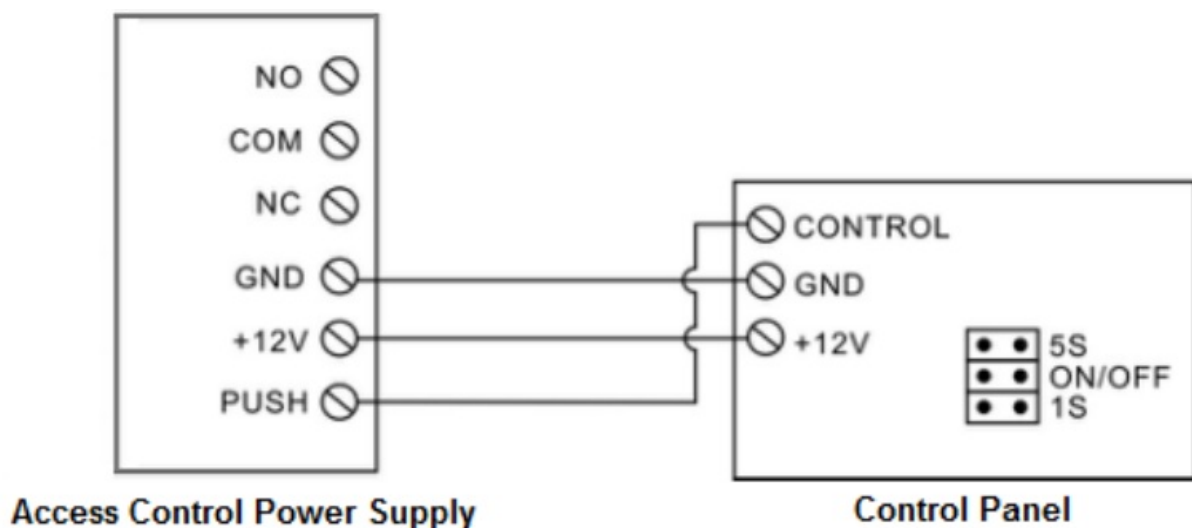 NO
COM
NC
GND
+12V
PUSH
CONTROL
GND
+12V
5S
ON/OFF
1S
Access Control Power Supply
Control Panel